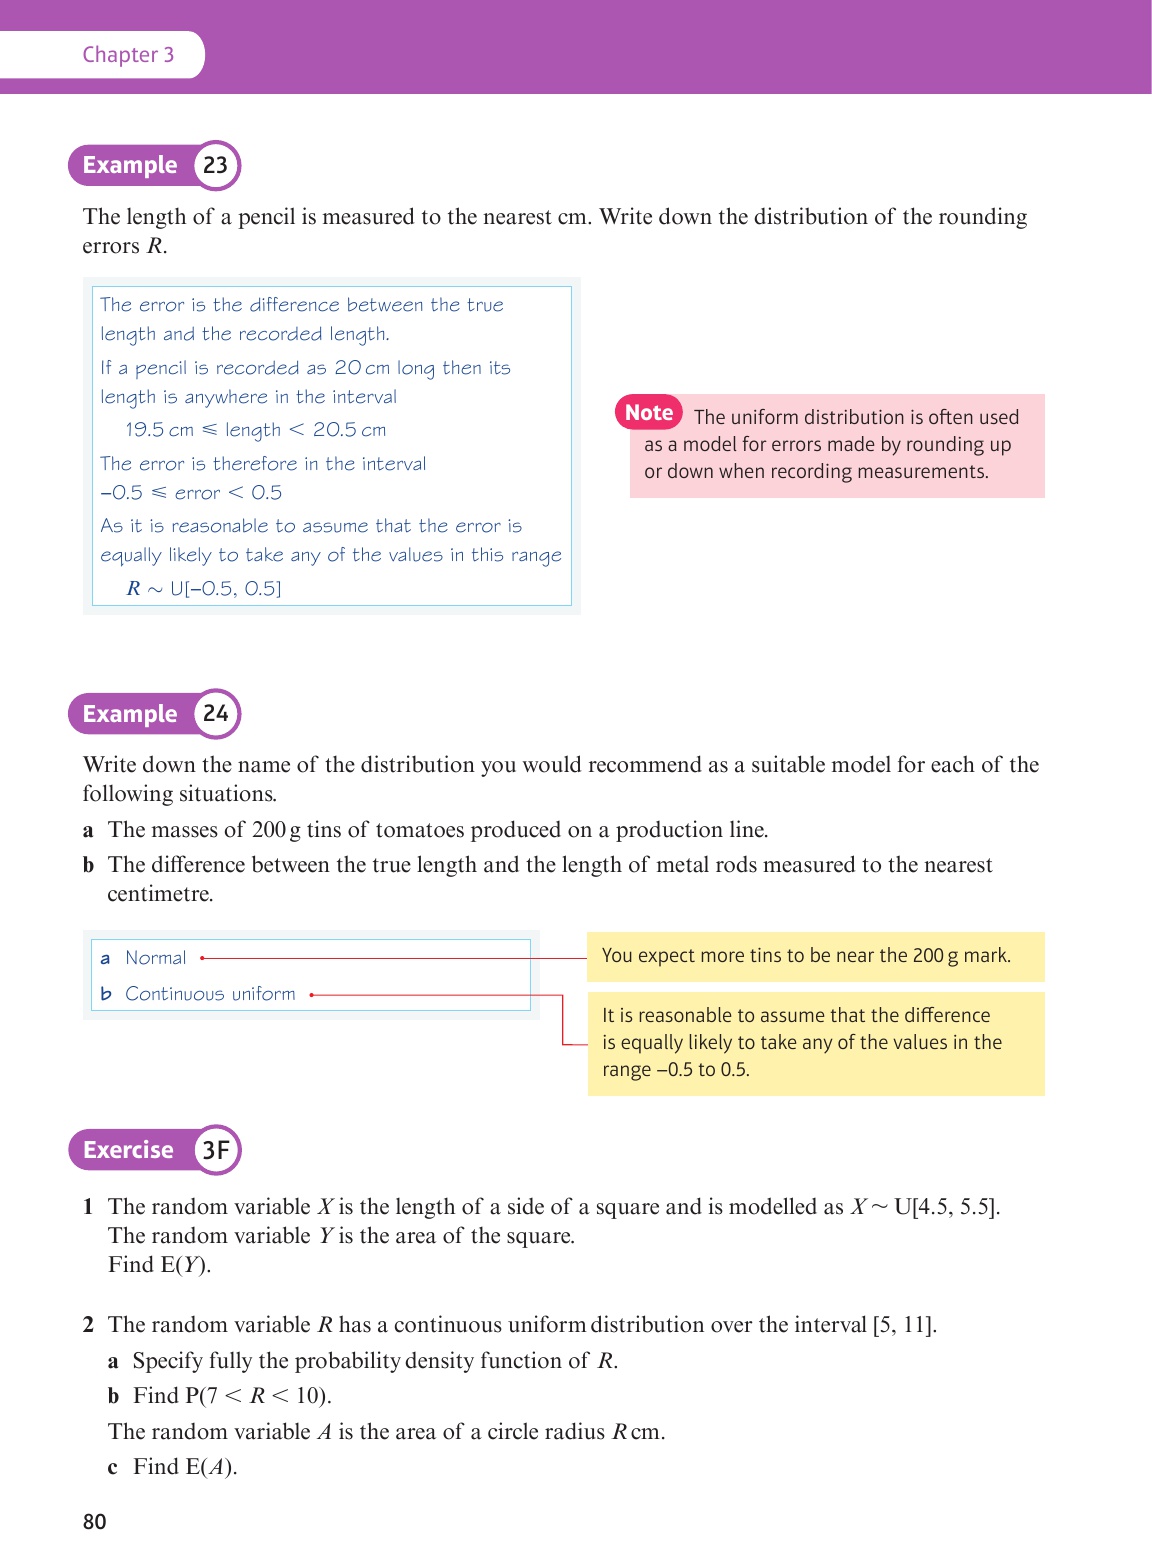 Chapter 3
Example 23
The length of a pencil is measured to the nearest cm. Write down the distribution of the rounding
errors R.
The error is the difference between the true
length and the recorded length.
If a pencil is recorded as 20 cm long then its
length is anywhere in the interval
19.5 cm ⩽ length < 20.5 cm
The error is therefore in the interval
–0.5 ⩽ error < 0.5
As it is reasonable to assume that the error is
equally likely to take any of the values in this range
R ∼ U[–0.5, 0.5]
Note The uniform distribution is often used
as a model for errors made by rounding up
or down when recording measurements.
Example 24
Write down the name of the distribution you would recommend as a suitable model for each of the
following situations.
a The masses of 200 g tins of tomatoes produced on a production line.
b The difference between the true length and the length of metal rods measured to the nearest
centimetre.
a Normal
b Continuous uniform
You expect more tins to be near the 200 g mark.
It is reasonable to assume that the difference
is equally likely to take any of the values in the
range –0.5 to 0.5.
Exercise 3F
1 The random variable X is the length of a side of a square and is modelled as X ∼ U[4.5, 5.5].
The random variable Y is the area of the square.
Find E(Y).
2 The random variable R has a continuous uniform distribution over the interval [5, 11].
a Specify fully the probability density function of R.
b Find P(7 < R < 10).
The random variable A is the area of a circle radius R cm.
c Find E(A).
80